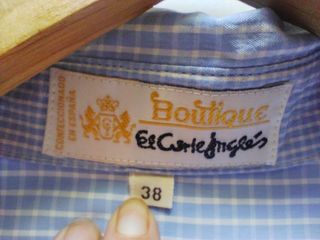 CONFECCIONADO
EN ESPAÑA
Boutique
El Corte Inglés
38